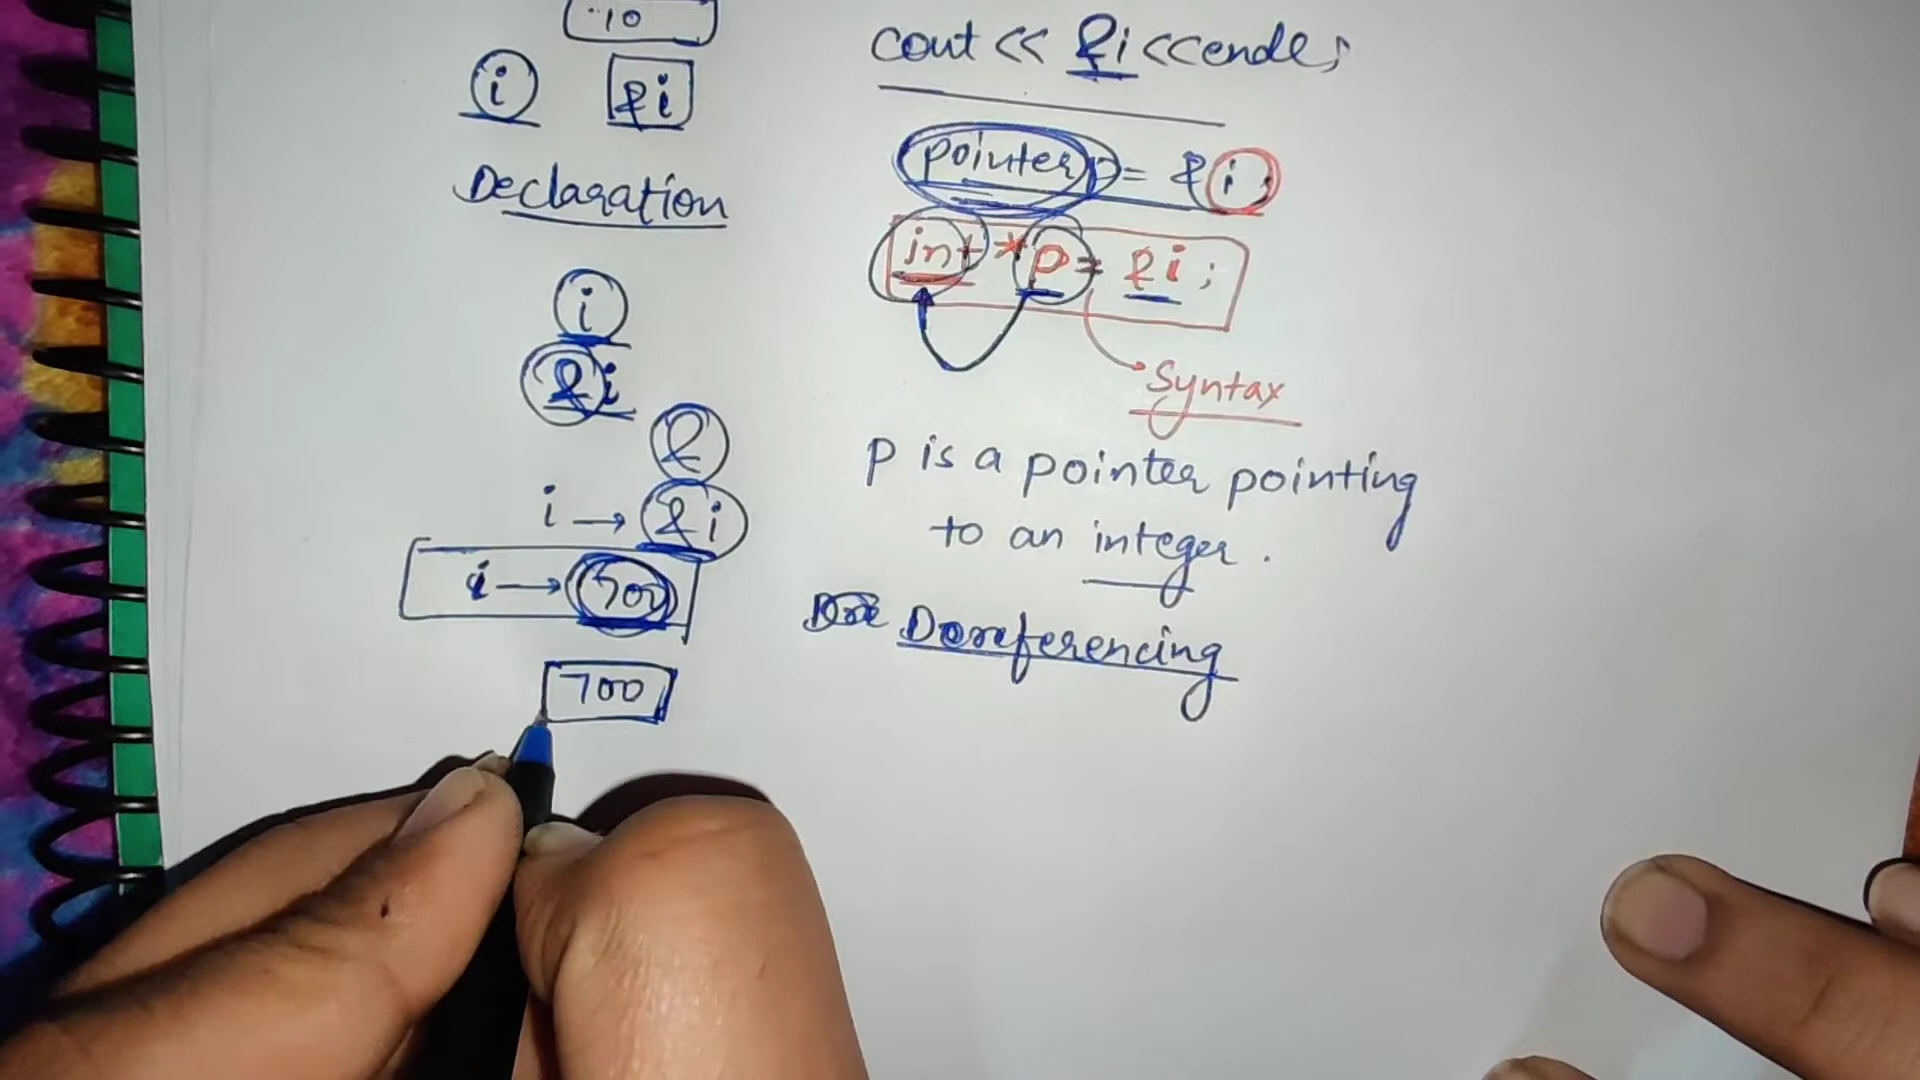 10
i &i
Declaration
i
&i
&
i → &i
i → 700
700
cout << &i <<endl;
pointer p = &i;
int *p = &i;
Syntax
p is a pointer pointing
to an integer.
Dereferencing